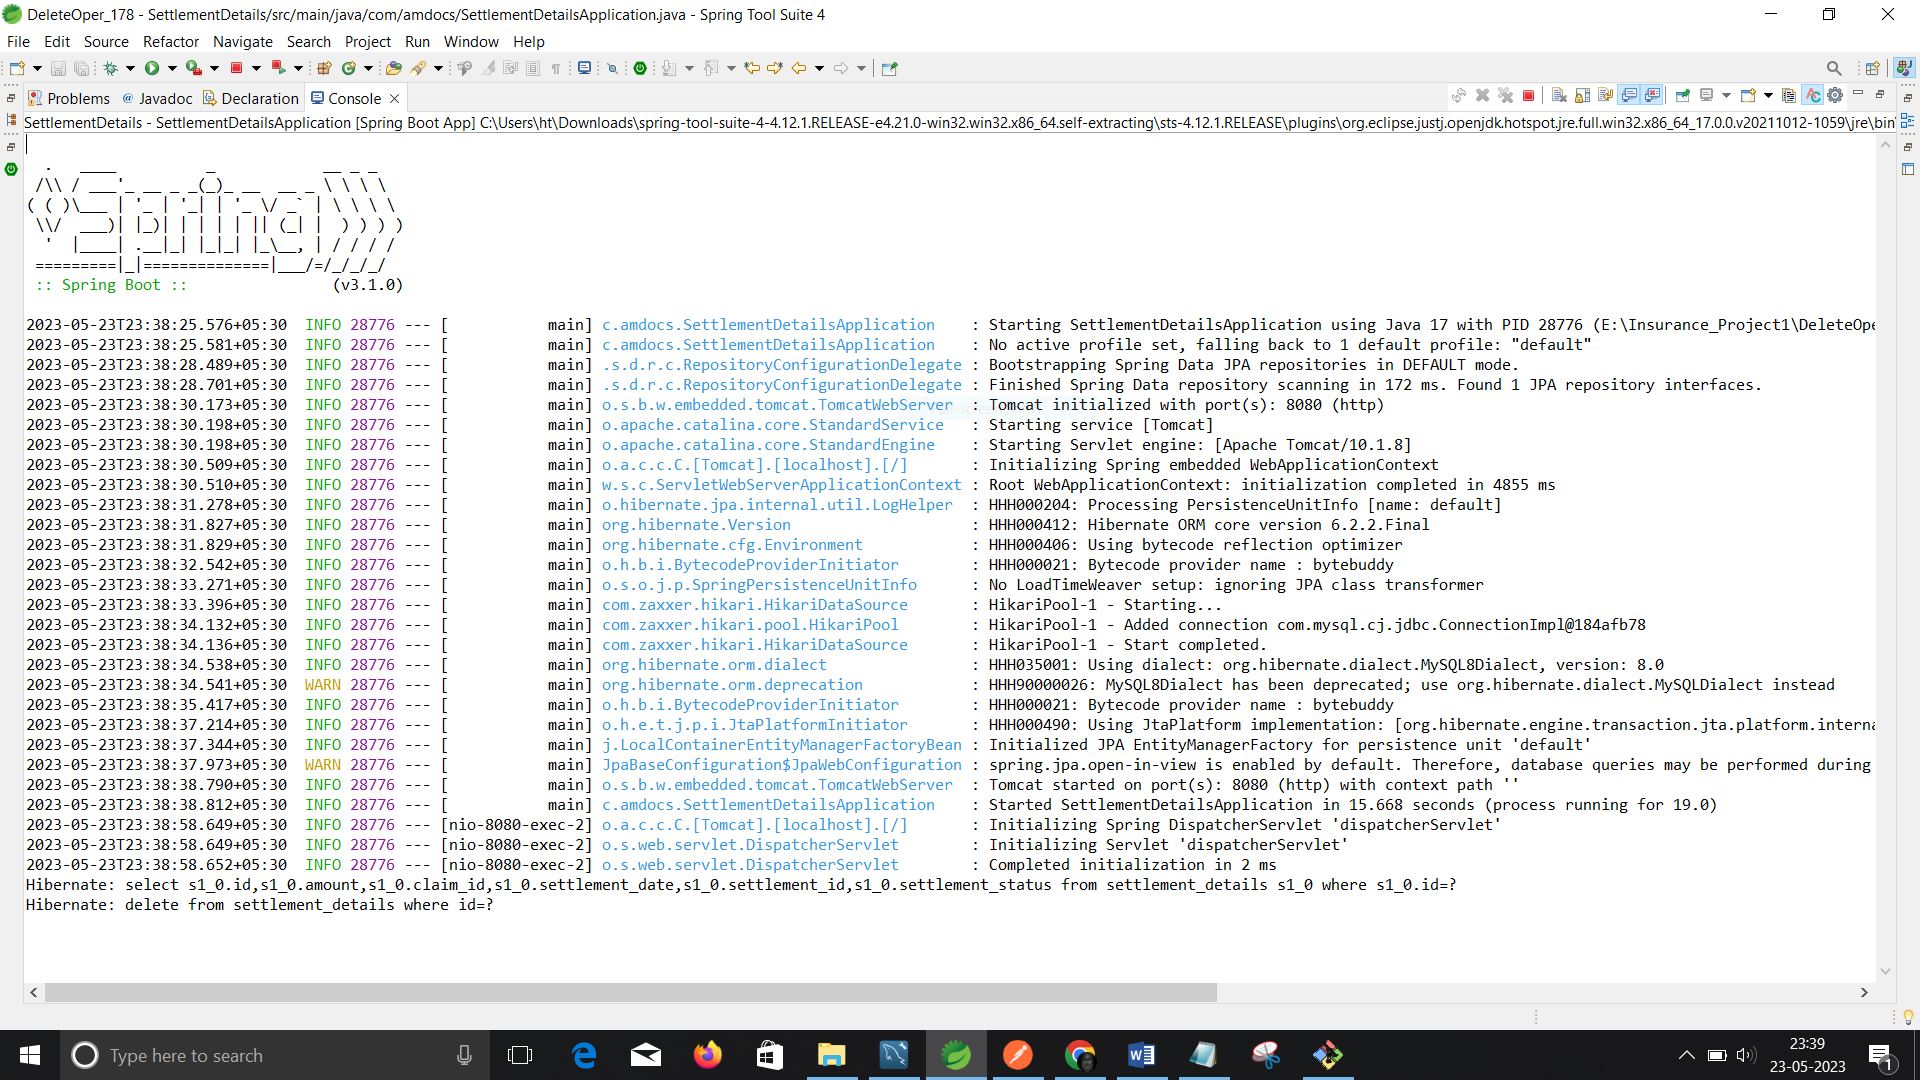 DeleteOper_178 - SettlementDetails/src/main/java/com/amdocs/SettlementDetailsApplication.java - Spring Tool Suite 4
File Edit Source Refactor Navigate Search Project Run Window Help
Problems @ Javadoc Declaration Console
SettlementDetails - SettlementDetailsApplication [Spring Boot App] C:\Users\ht\Downloads\spring-tool-suite-4-4.12.1.RELEASE-e4.21.0-win32.win32.x86_64.self-extracting\sts-4.12.1.RELEASE\plugins\org.eclipse.justj.openjdk.hotspot.jre.full.win32.x86_64_17.0.0.v20211012-1059\jre\bin
Spring
:: Spring Boot :: (v3.1.0)
2023-05-23T23:38:25.576+05:30 INFO 28776 --- [ main] c.amdocs.SettlementDetailsApplication : Starting SettlementDetailsApplication using Java 17 with PID 28776 (E:\Insurance_Project1\DeleteOpe
2023-05-23T23:38:25.581+05:30 INFO 28776 --- [ main] c.amdocs.SettlementDetailsApplication : No active profile set, falling back to 1 default profile: "default"
2023-05-23T23:38:28.489+05:30 INFO 28776 --- [ main] .s.d.r.c.RepositoryConfigurationDelegate : Bootstrapping Spring Data JPA repositories in DEFAULT mode.
2023-05-23T23:38:28.701+05:30 INFO 28776 --- [ main] .s.d.r.c.RepositoryConfigurationDelegate : Finished Spring Data repository scanning in 172 ms. Found 1 JPA repository interfaces.
2023-05-23T23:38:30.173+05:30 INFO 28776 --- [ main] o.s.b.w.embedded.tomcat.TomcatWebServer : Tomcat initialized with port(s): 8080 (http)
2023-05-23T23:38:30.198+05:30 INFO 28776 --- [ main] o.apache.catalina.core.StandardService : Starting service [Tomcat]
2023-05-23T23:38:30.198+05:30 INFO 28776 --- [ main] o.apache.catalina.core.StandardEngine : Starting Servlet engine: [Apache Tomcat/10.1.8]
2023-05-23T23:38:30.509+05:30 INFO 28776 --- [ main] o.a.c.c.C.[Tomcat].[localhost].[/] : Initializing Spring embedded WebApplicationContext
2023-05-23T23:38:30.510+05:30 INFO 28776 --- [ main] w.s.c.ServletWebServerApplicationContext : Root WebApplicationContext: initialization completed in 4855 ms
2023-05-23T23:38:31.278+05:30 INFO 28776 --- [ main] o.hibernate.jpa.internal.util.LogHelper : HHH000204: Processing PersistenceUnitInfo [name: default]
2023-05-23T23:38:31.827+05:30 INFO 28776 --- [ main] org.hibernate.Version : HHH000412: Hibernate ORM core version 6.2.2.Final
2023-05-23T23:38:31.829+05:30 INFO 28776 --- [ main] org.hibernate.cfg.Environment : HHH000406: Using bytecode reflection optimizer
2023-05-23T23:38:32.542+05:30 INFO 28776 --- [ main] o.h.b.i.BytecodeProviderInitiator : HHH000021: Bytecode provider name : bytebuddy
2023-05-23T23:38:33.271+05:30 INFO 28776 --- [ main] o.s.o.j.p.SpringPersistenceUnitInfo : No LoadTimeWeaver setup: ignoring JPA class transformer
2023-05-23T23:38:33.396+05:30 INFO 28776 --- [ main] com.zaxxer.hikari.HikariDataSource : HikariPool-1 - Starting...
2023-05-23T23:38:34.132+05:30 INFO 28776 --- [ main] com.zaxxer.hikari.pool.HikariPool : HikariPool-1 - Added connection com.mysql.cj.jdbc.ConnectionImpl@184afb78
2023-05-23T23:38:34.136+05:30 INFO 28776 --- [ main] com.zaxxer.hikari.HikariDataSource : HikariPool-1 - Start completed.
2023-05-23T23:38:34.538+05:30 INFO 28776 --- [ main] org.hibernate.orm.dialect : HHH035001: Using dialect: org.hibernate.dialect.MySQL8Dialect, version: 8.0
2023-05-23T23:38:34.541+05:30 WARN 28776 --- [ main] org.hibernate.orm.deprecation : HHH90000026: MySQL8Dialect has been deprecated; use org.hibernate.dialect.MySQLDialect instead
2023-05-23T23:38:35.417+05:30 INFO 28776 --- [ main] o.h.b.i.BytecodeProviderInitiator : HHH000021: Bytecode provider name : bytebuddy
2023-05-23T23:38:37.214+05:30 INFO 28776 --- [ main] o.h.e.t.j.p.i.JtaPlatformInitiator : HHH000490: Using JtaPlatform implementation: [org.hibernate.engine.transaction.jta.platform.interna
2023-05-23T23:38:37.344+05:30 INFO 28776 --- [ main] j.LocalContainerEntityManagerFactoryBean : Initialized JPA EntityManagerFactory for persistence unit 'default'
2023-05-23T23:38:37.973+05:30 WARN 28776 --- [ main] JpaBaseConfiguration$JpaWebConfiguration : spring.jpa.open-in-view is enabled by default. Therefore, database queries may be performed during
2023-05-23T23:38:38.790+05:30 INFO 28776 --- [ main] o.s.b.w.embedded.tomcat.TomcatWebServer : Tomcat started on port(s): 8080 (http) with context path ''
2023-05-23T23:38:38.812+05:30 INFO 28776 --- [ main] c.amdocs.SettlementDetailsApplication : Started SettlementDetailsApplication in 15.668 seconds (process running for 19.0)
2023-05-23T23:38:58.649+05:30 INFO 28776 --- [nio-8080-exec-2] o.a.c.c.C.[Tomcat].[localhost].[/] : Initializing Spring DispatcherServlet 'dispatcherServlet'
2023-05-23T23:38:58.649+05:30 INFO 28776 --- [nio-8080-exec-2] o.s.web.servlet.DispatcherServlet : Initializing Servlet 'dispatcherServlet'
2023-05-23T23:38:58.652+05:30 INFO 28776 --- [nio-8080-exec-2] o.s.web.servlet.DispatcherServlet : Completed initialization in 2 ms
Hibernate: select s1_0.id,s1_0.amount,s1_0.claim_id,s1_0.settlement_date,s1_0.settlement_id,s1_0.settlement_status from settlement_details s1_0 where s1_0.id=?
Hibernate: delete from settlement_details where id=?
Type here to search
23:39
23-05-2023
1